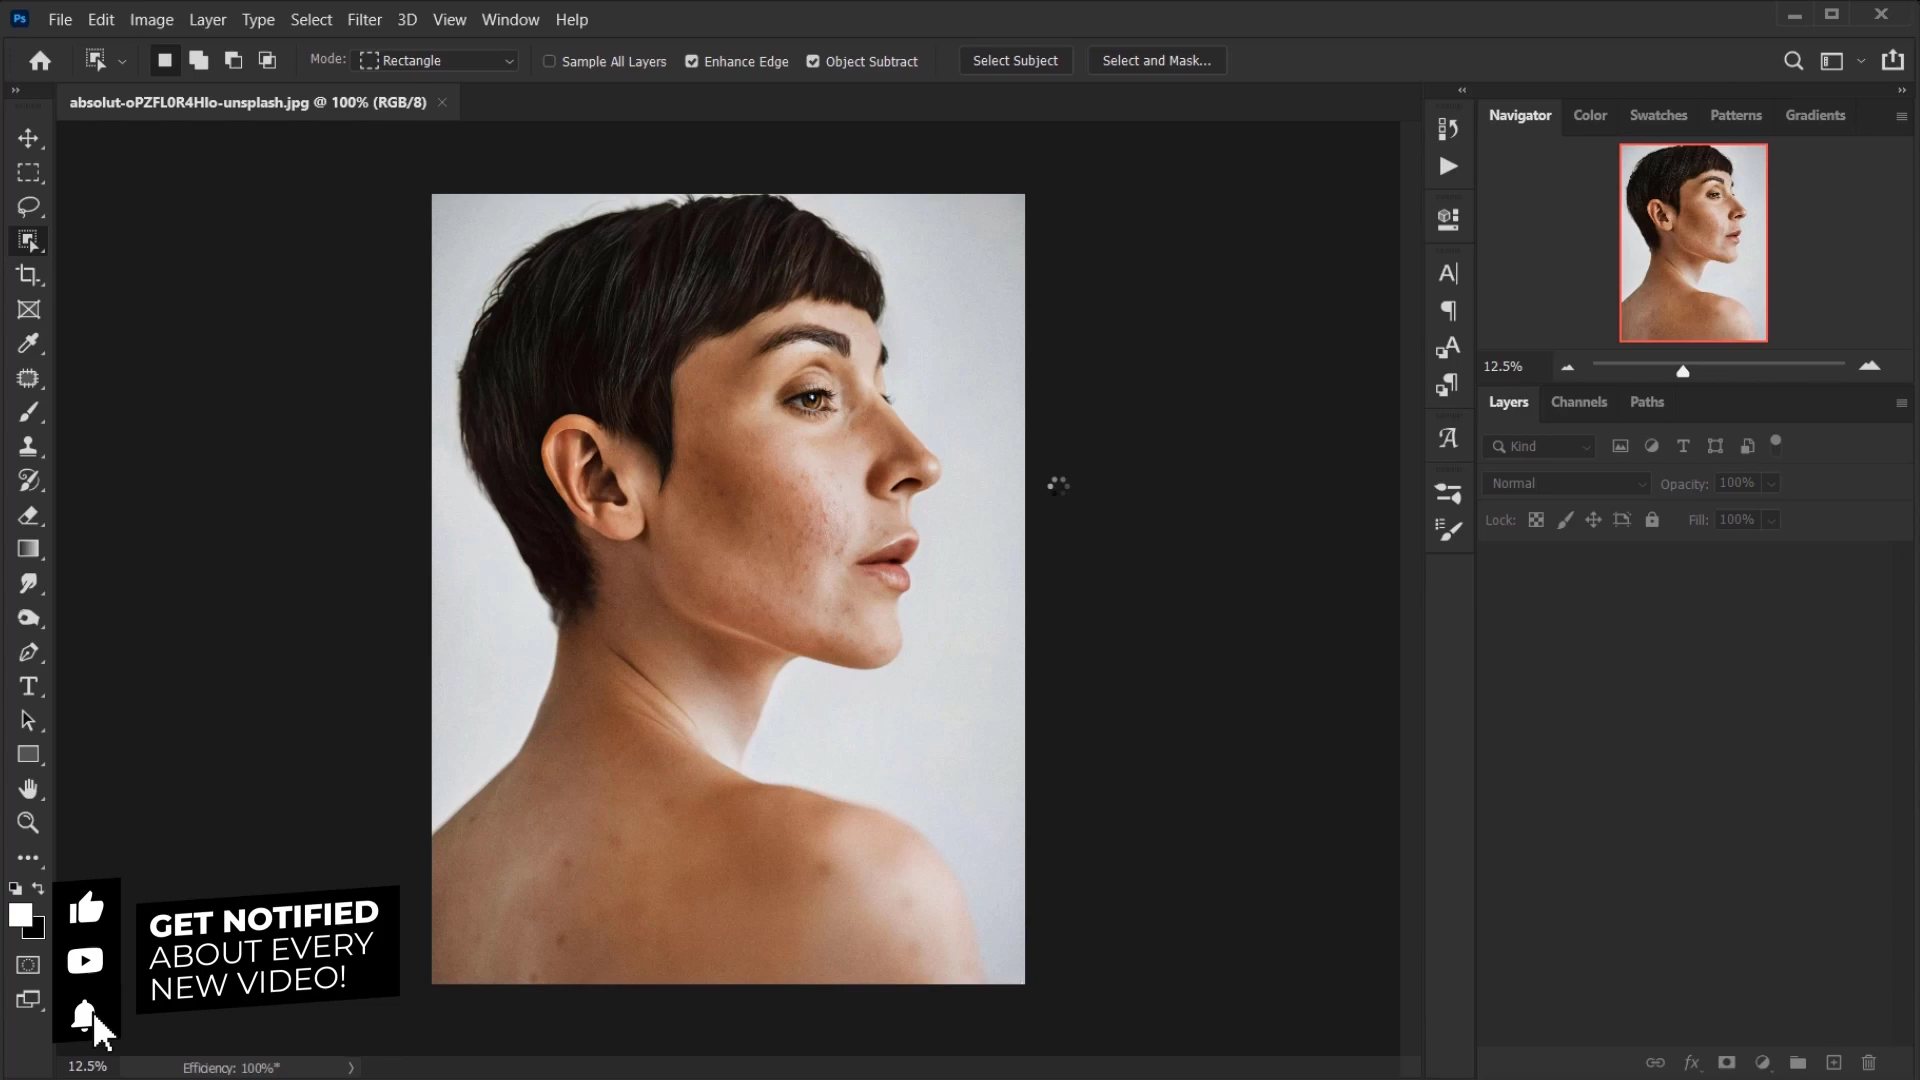 Ps File Edit Image Layer Type Select Filter 3D View Window Help
Mode: Rectangle Sample All Layers Enhance Edge Object Subtract Select Subject Select and Mask...
absolut-oPZFL0R4HIo-unsplash.jpg @ 100% (RGB/8)
Navigator Color Swatches Patterns Gradients
12.5%
Layers Channels Paths
Kind
Normal Opacity: 100%
Lock: Fill: 100%
GET NOTIFIED
ABOUT EVERY
NEW VIDEO!
12.5% Efficiency: 100%*